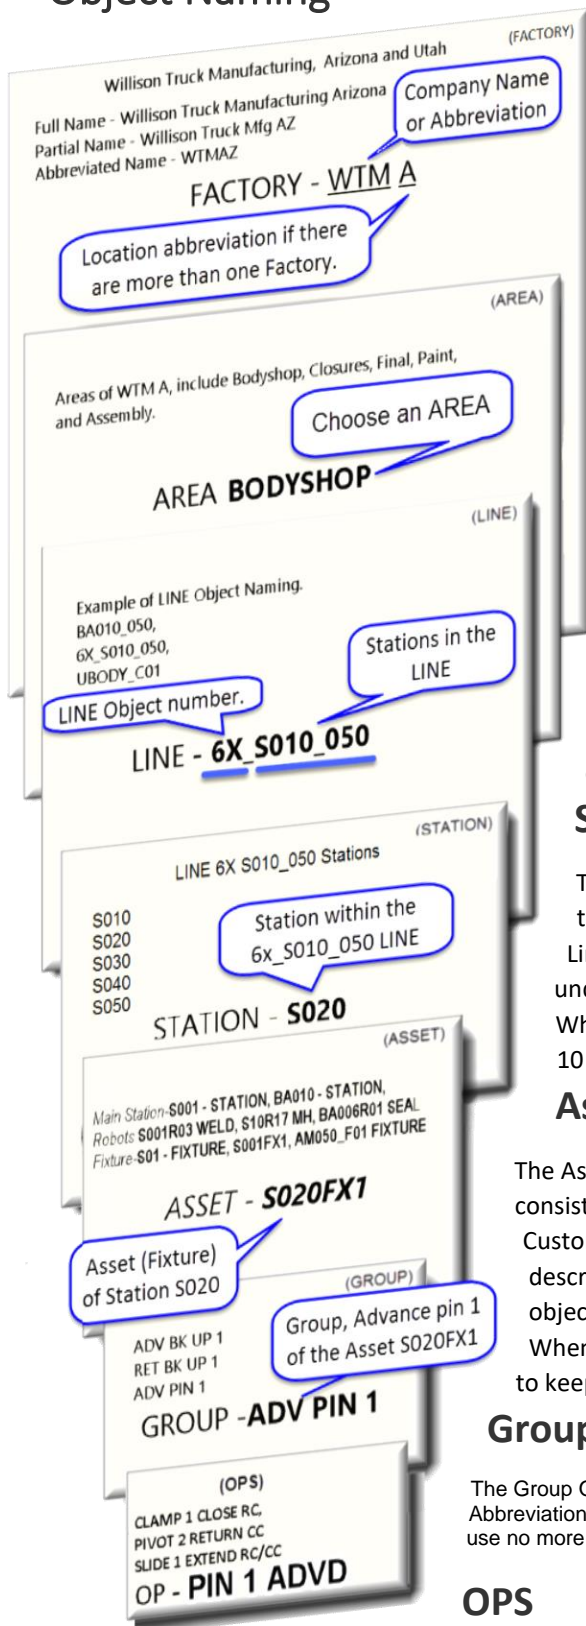 Object Naming
(FACTORY)
Willison Truck Manufacturing, Arizona and Utah
Full Name - Willison Truck Manufacturing Arizona
Partial Name - Willison Truck Mfg AZ
Abbreviated Name - WTMAZ
Company Name
or Abbreviation
FACTORY - WTM A
Location abbreviation if there
are more than one Factory.
(AREA)
Areas of WTM A, include Bodyshop, Closures, Final, Paint,
and Assembly.
Choose an AREA
AREA BODYSHOP
(LINE)
Example of LINE Object Naming.
BA010_050,
6X_S010_050,
UBODY_C01
Stations in the
LINE
LINE Object number.
LINE - 6X_S010_050
(STATION)
LINE 6X S010_050 Stations
S010
S020
S030
S040
S050
Station within the
6x_S010_050 LINE
STATION - S020
(ASSET)
Main Station-S001 - STATION, BA010 - STATION,
Robots S001R03 WELD, S10R17 MH, BA006R01 SEAL
Fixture-S01 - FIXTURE, S001FX1, AM050_F01 FIXTURE
ASSET - S020FX1
Asset (Fixture)
of Station S020
(GROUP)
Group, Advance pin 1
of the Asset S020FX1
ADV BK UP 1
RET BK UP 1
ADV PIN 1
GROUP -ADV PIN 1
(OPS)
CLAMP 1 CLOSE RC,
PIVOT 2 RETURN CC
SLIDE 1 EXTEND RC/CC
OP - PIN 1 ADVD
S
T
t
Li
und
Wh
10
As
The As
consist
Custo
descr
objec
When
to keep
Group
The Group O
Abbreviation
use no more
OPS